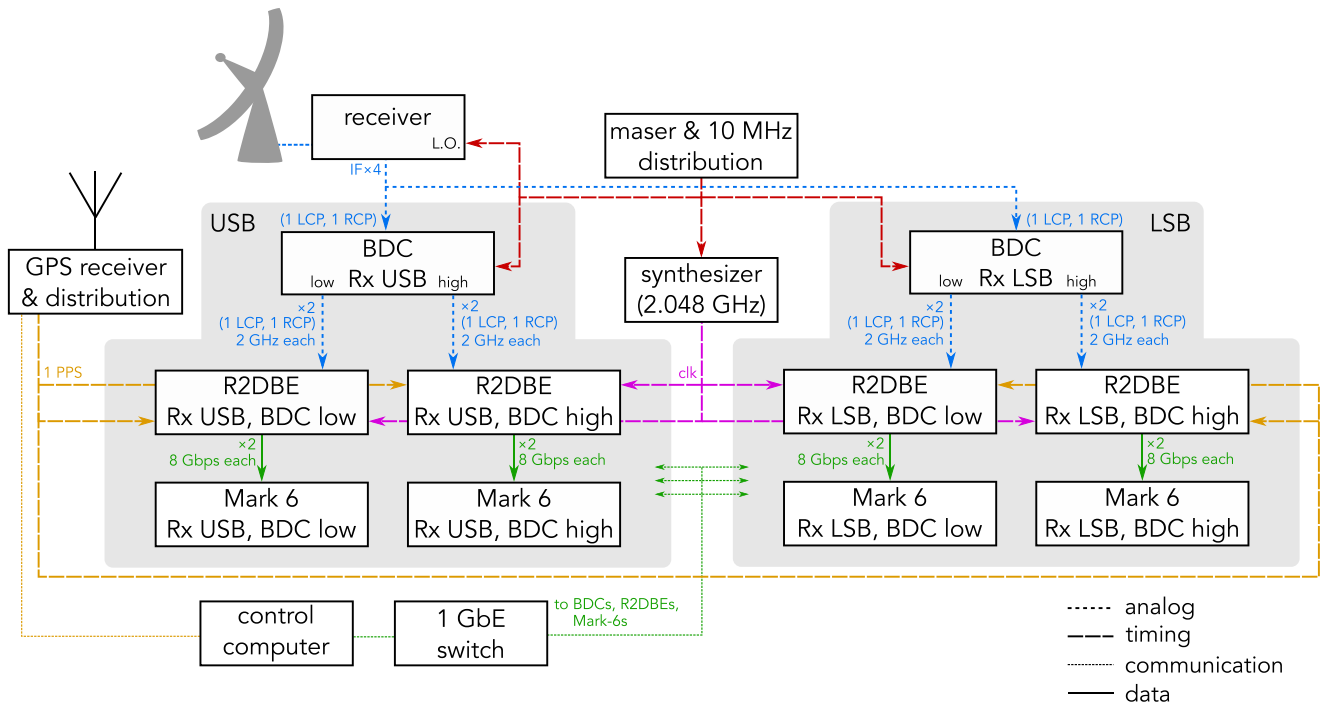 receiver
L.O.
maser & 10 MHz
distribution
IF×4
USB
(1 LCP, 1 RCP)
(1 LCP, 1 RCP)
LSB
BDC
Rx USB
low
high
BDC
Rx LSB
low
high
GPS receiver
& distribution
synthesizer
(2.048 GHz)
×2
(1 LCP, 1 RCP)
2 GHz each
×2
(1 LCP, 1 RCP)
2 GHz each
×2
(1 LCP, 1 RCP)
2 GHz each
×2
(1 LCP, 1 RCP)
2 GHz each
1 PPS
clk
R2DBE
Rx USB, BDC low
R2DBE
Rx USB, BDC high
R2DBE
Rx LSB, BDC low
R2DBE
Rx LSB, BDC high
×2
8 Gbps each
×2
8 Gbps each
×2
8 Gbps each
×2
8 Gbps each
Mark 6
Rx USB, BDC low
Mark 6
Rx USB, BDC high
Mark 6
Rx LSB, BDC low
Mark 6
Rx LSB, BDC high
control
computer
1 GbE
switch
to BDCs, R2DBEs,
Mark-6s
analog
timing
communication
data